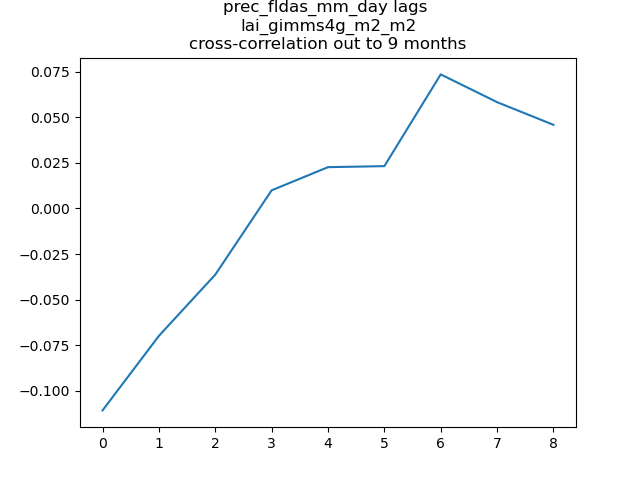 prec_fldas_mm_day lags
lai_gimms4g_m2_m2
cross-correlation out to 9 months
0.075
0.050
0.025
0.000
−0.025
−0.050
−0.075
−0.100
0 1 2 3 4 5 6 7 8